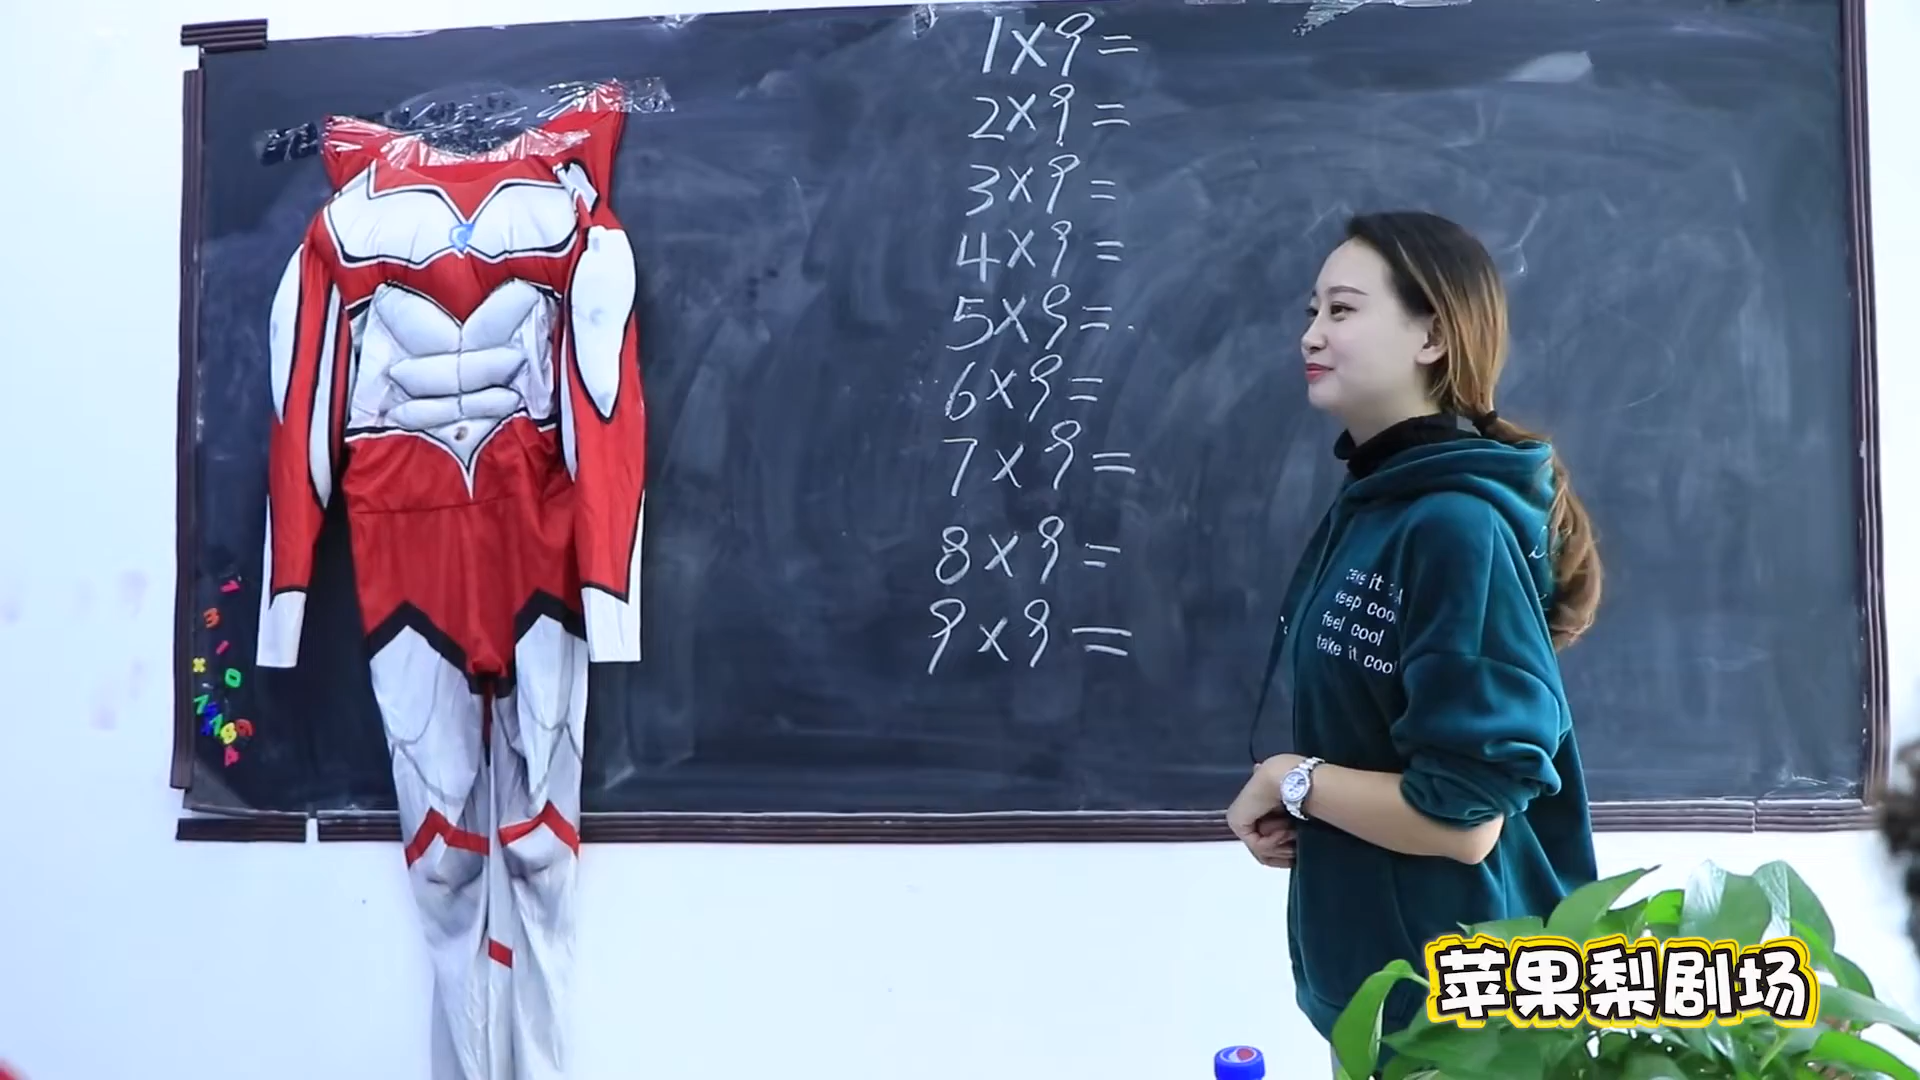 1×9=
2×9=
3×9=
4×9=
5×9=
6×9=
7×9=
8×9=
9×9=
keep cool
feel cool
take it cool
苹果梨剧场